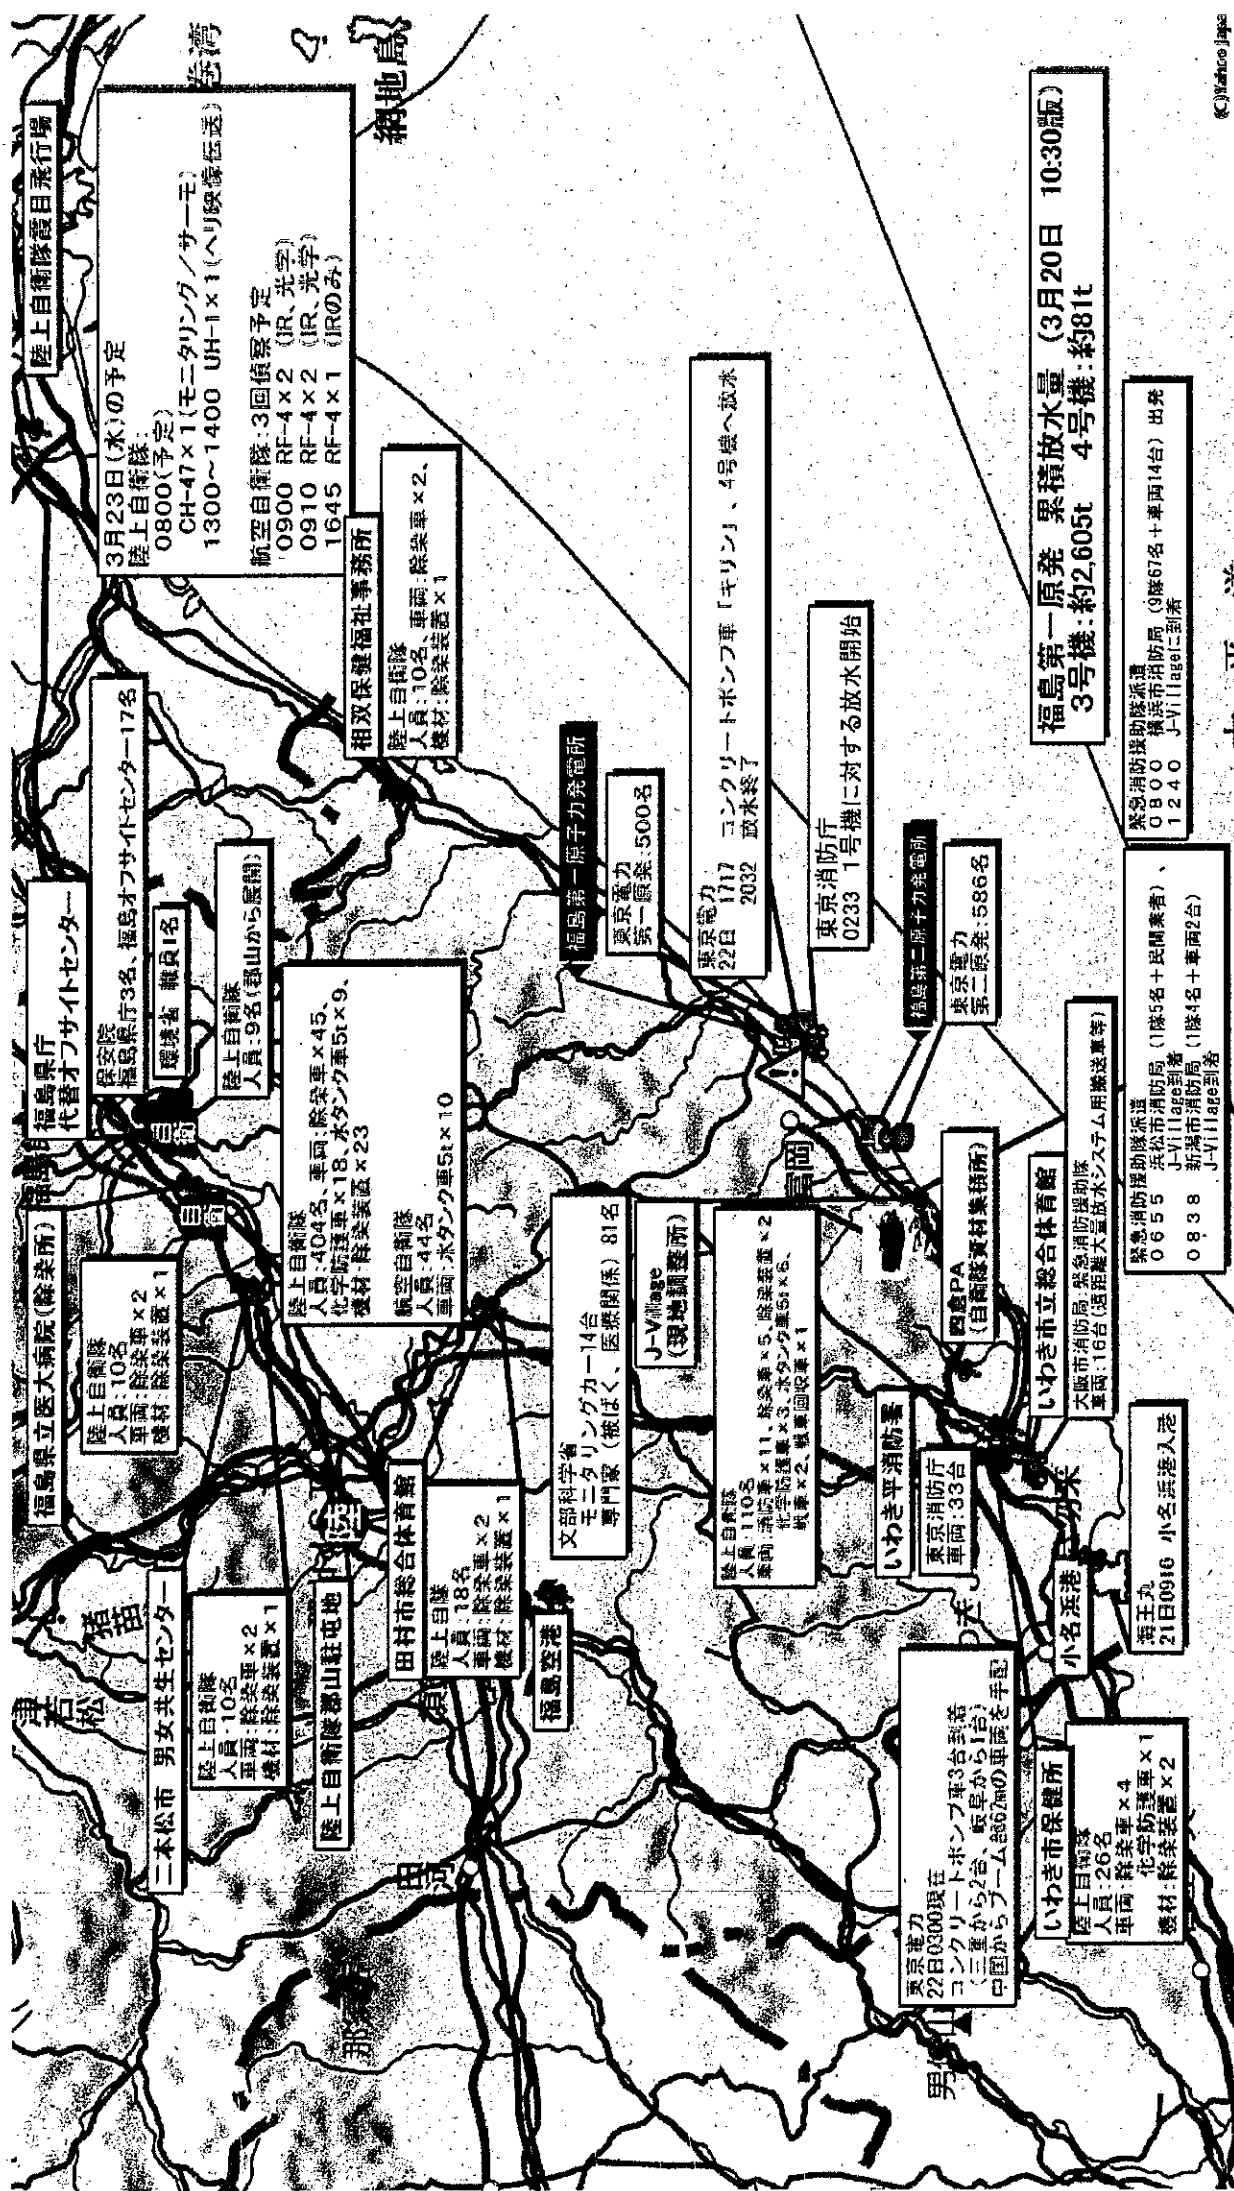 陸上自衛隊霞目飛行場
3月23日(水)の予定
陸上自衛隊:
0800(予定)
CH-47×1(モニタリング/サーモ)
1300~1400 UH-1×1(ヘリ映像伝送)
航空自衛隊:3回偵察予定
0900 RF-4×2 (IR、光学)
0910 RF-4×2 (IR、光学)
1645 RF-4×1 (IRのみ)
網地島
福島県庁
代替オフサイトセンター
保安院
福島県庁3名、福島オフサイトセンター17名
環境省 職員1名
陸上自衛隊
人員:9名(郡山から展開)
相双保健福祉事務所
陸上自衛隊
人員:10名、車両:除染車×2、
機材:除染装置×1
福島県立医大病院(除染所)
陸上自衛隊
人員:10名
車両:除染車×2
機材:除染装置×1
陸上自衛隊
人員:404名、車両:除染車×45、
化学防護車×18、水タンク車5t×9、
機材:除染装置×23
航空自衛隊
人員:44名
車両:水タンク車5t×10
福島第一原子力発電所
東京電力
第一原発:500名
東京電力
22日 1717 コンクリートポンプ車「キリン」、4号機へ放水
2032 放水終了
東京消防庁
0233 1号機に対する放水開始
福島第二原子力発電所
東京電力
第二原発586名
福島第一原発 累積放水量 (3月20日 10:30版)
3号機:約2,605t 4号機:約81t
緊急消防援助隊派遣
0800 横浜市消防局(9隊67名+車両14台)出発
1240 J-Villageに到着
緊急消防援助隊派遣
0655 浜松市消防局(1隊5名+民間業者)、
J-Village到着
0838 新潟市消防局(1隊4名+車両2台)
J-Village到着
二本松市 男女共生センター
陸上自衛隊
人員:10名
車両:除染車×2
機材:除染装置×1
陸上自衛隊郡山駐屯地
田村市総合体育館
陸上自衛隊
人員:18名
車両:除染車×2
機材:除染装置×1
福島空港
文部科学省
モニタリングカー14台
専門家(被ばく、医療関係)81名
J-Village
(現地調整所)
陸上自衛隊
人員:110名
車両:消防車×11、除染車×5、除染装置×2
化学防護車×3、水タンク車5t×6、
戦車×2、戦車回収車×1
富岡
四倉PA
(自衛隊資材集積所)
いわき市立総合体育館
大阪市消防局:緊急消防援助隊
車両:16台(遠距離大量放水システム用搬送車等)
いわき平消防署
東京消防庁
車両:33台
小名浜港
海王丸
21日0916 小名浜港入港
東京電力
22日0300現在
コンクリートポンプ車3台到着
(三重から2台、岐阜から1台)
中国からブーム長62mの車両を手配
いわき市保健所
陸上自衛隊
人員:26名
車両:除染車×4
化学防護車×1
機材:除染装置×2
勿来
猪苗
若松